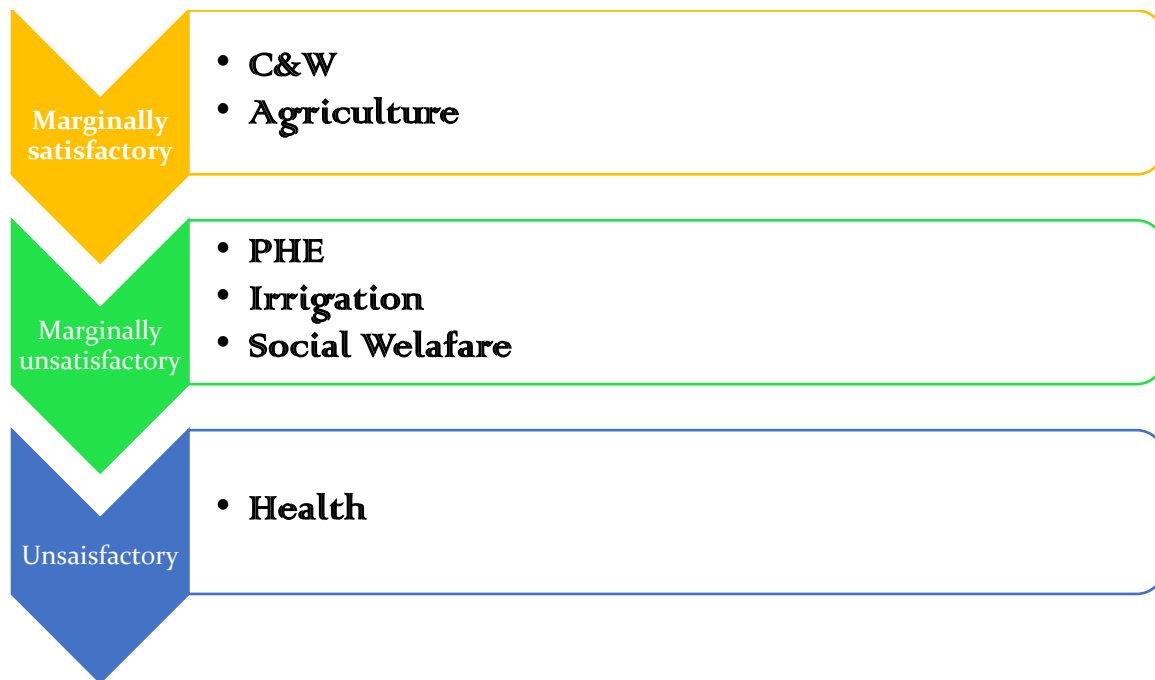 • C&W
• Agriculture
Marginally
satisfactory
• PHE
• Irrigation
• Social Welafare
Marginally
unsatisfactory
• Health
Unsaisfactory